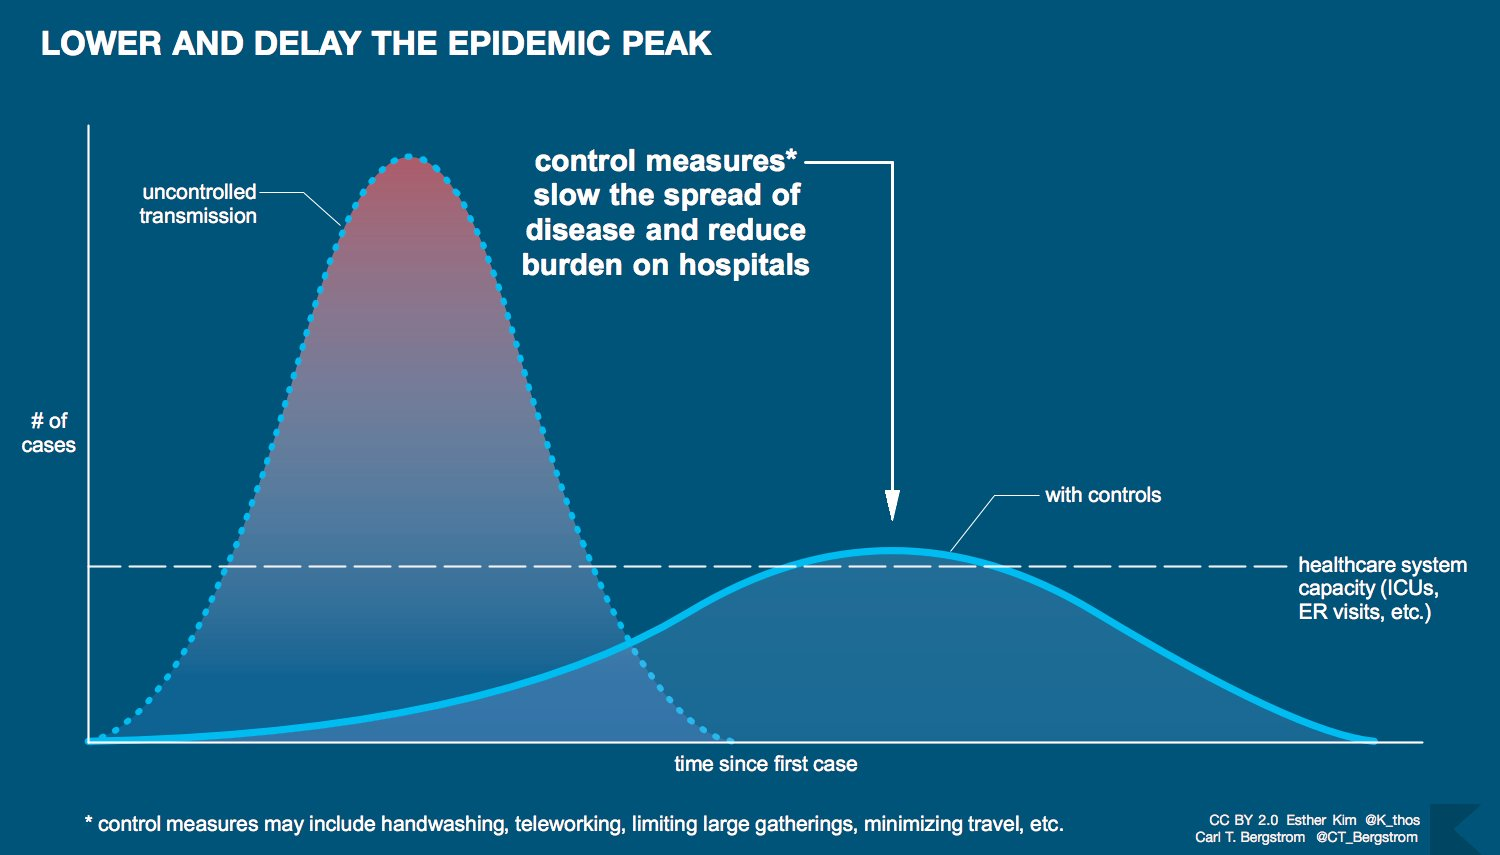 LOWER AND DELAY THE EPIDEMIC PEAK
uncontrolled
transmission
control measures*
slow the spread of
disease and reduce
burden on hospitals
# of
cases
with controls
healthcare system
capacity (ICUs,
ER visits, etc.)
time since first case
* control measures may include handwashing, teleworking, limiting large gatherings, minimizing travel, etc.
CC BY 2.0 Esther Kim @K_thos
Carl T. Bergstrom @CT_Bergstrom